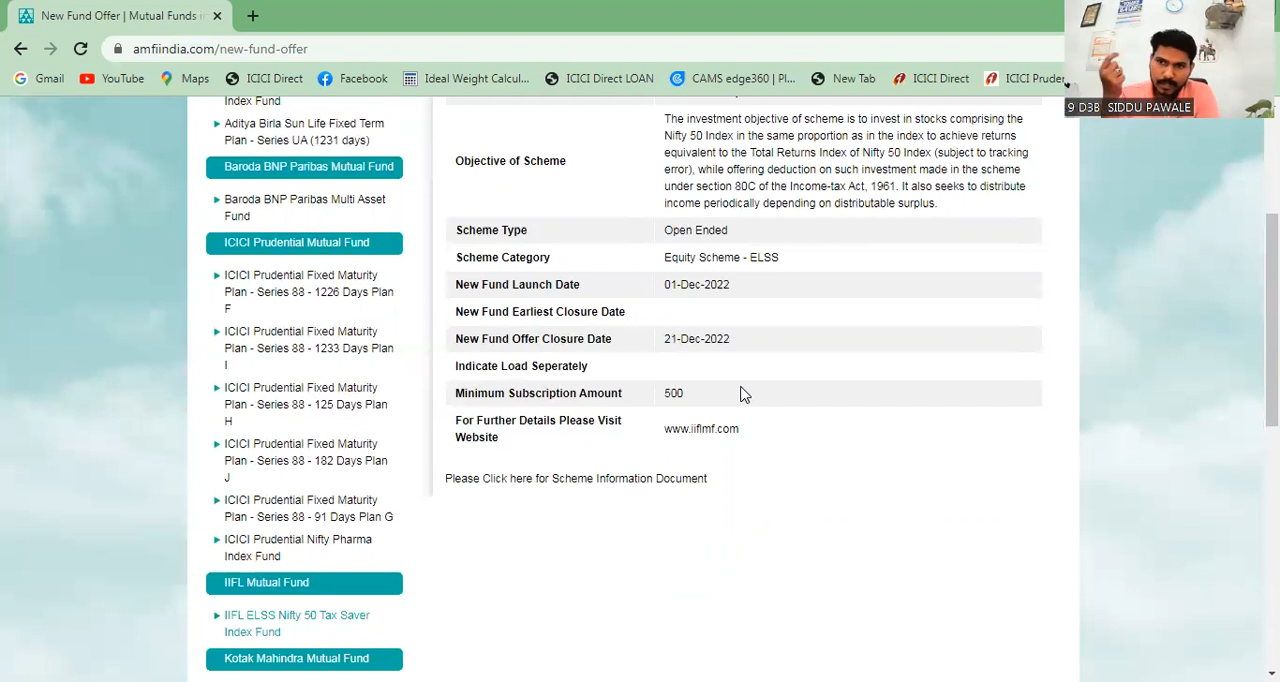 New Fund Offer | Mutual Funds in
amfiindia.com/new-fund-offer
Gmail
YouTube
Maps
ICICI Direct
Facebook
Ideal Weight Calcul...
ICICI Direct LOAN
CAMS edge360 | Pl...
New Tab
ICICI Direct
ICICI Pruden
9 D3B SIDDU PAWALE
Index Fund
Aditya Birla Sun Life Fixed Term
Plan - Series UA (1231 days)
Baroda BNP Paribas Mutual Fund
Baroda BNP Paribas Multi Asset
Fund
ICICI Prudential Mutual Fund
ICICI Prudential Fixed Maturity
Plan - Series 88 - 1226 Days Plan
F
ICICI Prudential Fixed Maturity
Plan - Series 88 - 1233 Days Plan
I
ICICI Prudential Fixed Maturity
Plan - Series 88 - 125 Days Plan
H
ICICI Prudential Fixed Maturity
Plan - Series 88 - 182 Days Plan
J
ICICI Prudential Fixed Maturity
Plan - Series 88 - 91 Days Plan G
ICICI Prudential Nifty Pharma
Index Fund
IIFL Mutual Fund
IIFL ELSS Nifty 50 Tax Saver
Index Fund
Kotak Mahindra Mutual Fund
Objective of Scheme
The investment objective of scheme is to invest in stocks comprising the
Nifty 50 Index in the same proportion as in the index to achieve returns
equivalent to the Total Returns Index of Nifty 50 Index (subject to tracking
error), while offering deduction on such investment made in the scheme
under section 80C of the Income-tax Act, 1961. It also seeks to distribute
income periodically depending on distributable surplus.
Scheme Type Open Ended
Scheme Category Equity Scheme - ELSS
New Fund Launch Date 01-Dec-2022
New Fund Earliest Closure Date
New Fund Offer Closure Date 21-Dec-2022
Indicate Load Seperately
Minimum Subscription Amount 500
For Further Details Please Visit
Website
www.iiflmf.com
Please Click here for Scheme Information Document